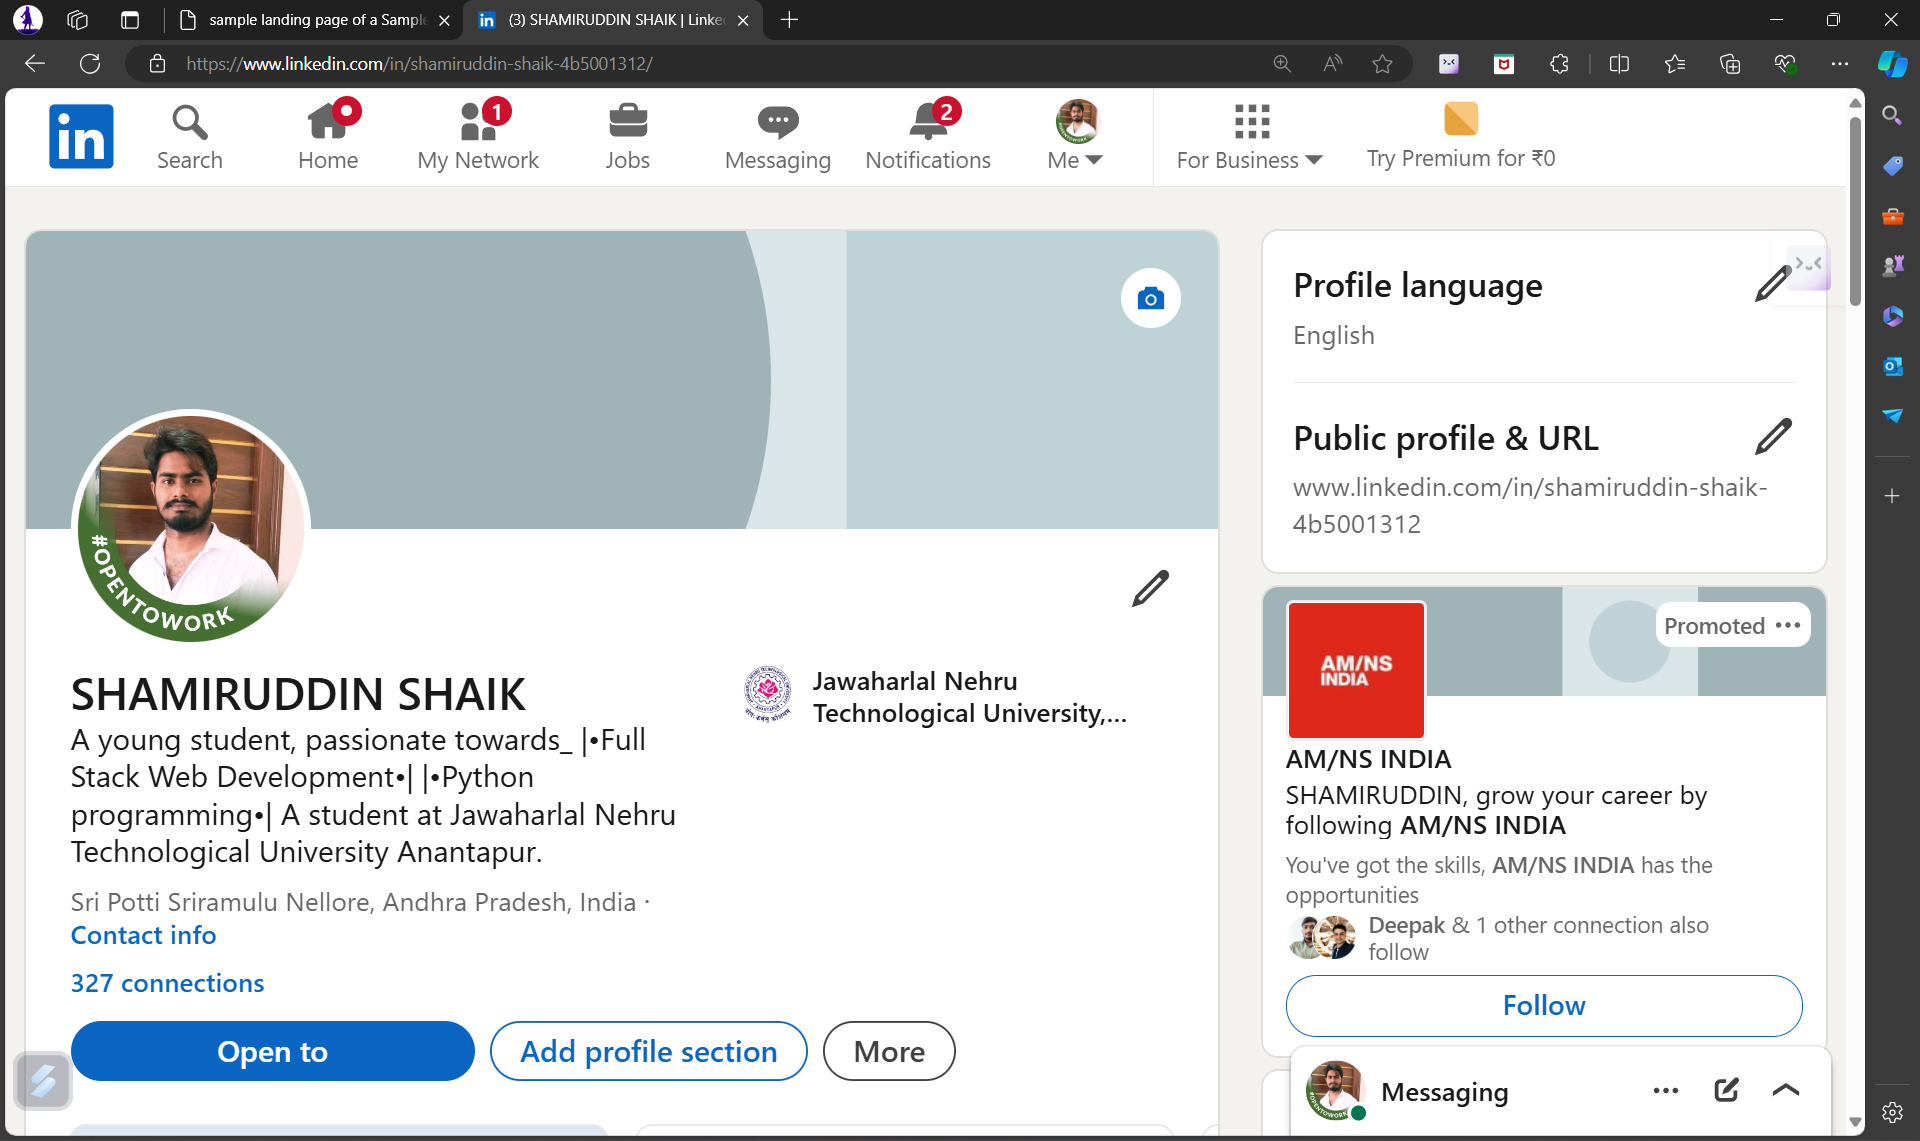 sample landing page of a Sample
(3) SHAMIRUDDIN SHAIK | Linke
https://www.linkedin.com/in/shamiruddin-shaik-4b5001312/
in
Search
Home
1
My Network
Jobs
Messaging
2
Notifications
Me
For Business
Try Premium for ₹0
#OPENTOWORK
SHAMIRUDDIN SHAIK
A young student, passionate towards_ |•Full
Stack Web Development•| |•Python
programming•| A student at Jawaharlal Nehru
Technological University Anantapur.
Sri Potti Sriramulu Nellore, Andhra Pradesh, India ·
Contact info
327 connections
Open to
Add profile section
More
Jawaharlal Nehru
Technological University,...
Profile language
English
Public profile & URL
www.linkedin.com/in/shamiruddin-shaik-
4b5001312
Promoted
AM/NS
INDIA
AM/NS INDIA
SHAMIRUDDIN, grow your career by
following AM/NS INDIA
You've got the skills, AM/NS INDIA has the
opportunities
Deepak & 1 other connection also
follow
Follow
Messaging